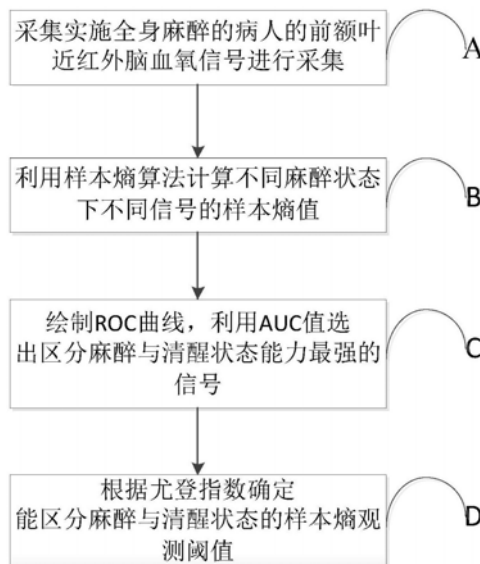 采集实施全身麻醉的病人的前额叶
近红外脑血氧信号进行采集
A
利用样本熵算法计算不同麻醉状态
下不同信号的样本熵值
B
绘制ROC曲线，利用AUC值选
出区分麻醉与清醒状态能力最强的
信号
C
根据尤登指数确定
能区分麻醉与清醒状态的样本熵观
测阈值
D